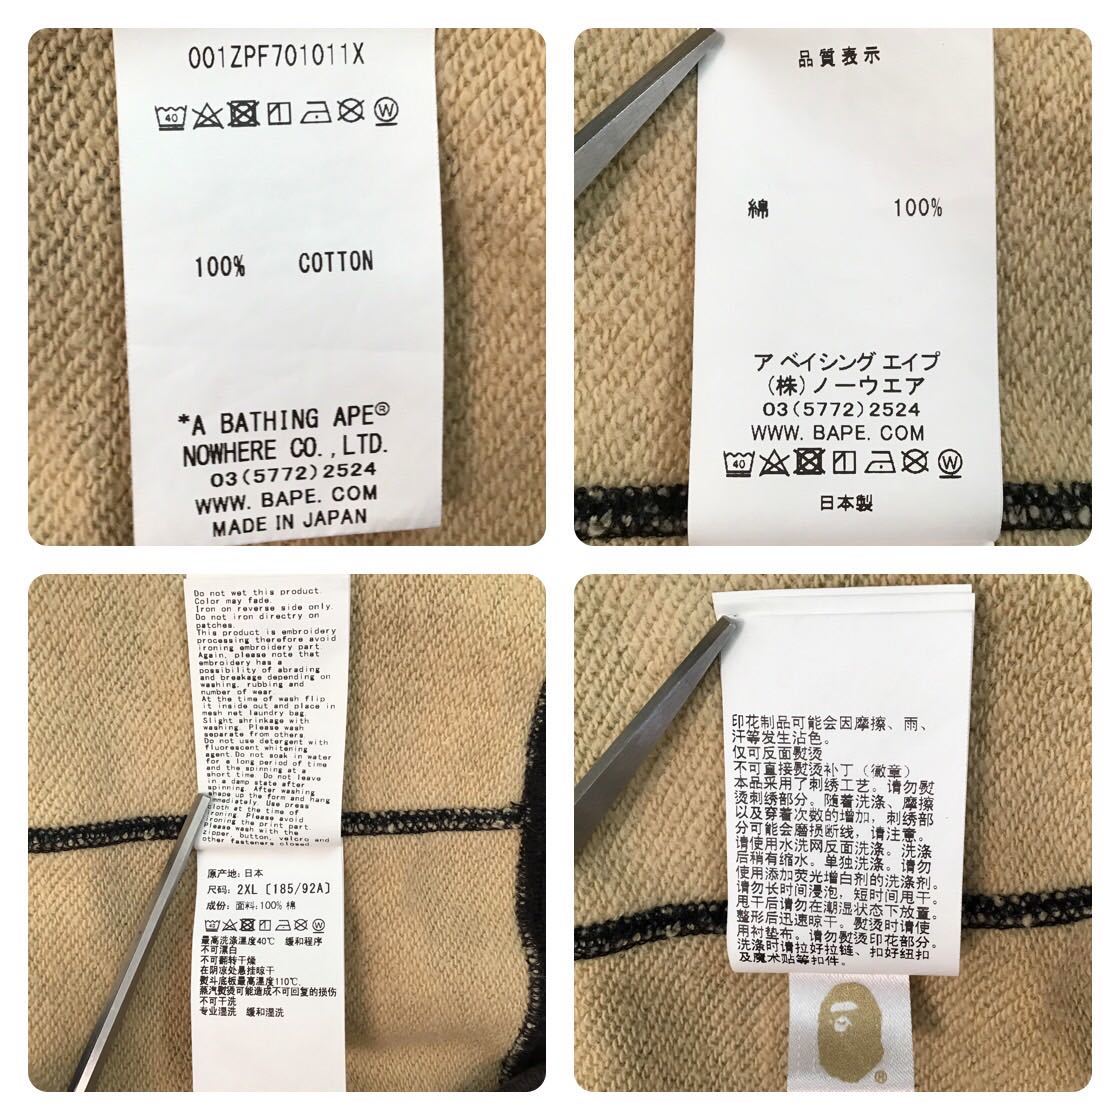 001ZPF701011X
40 W
100% COTTON
*A BATHING APE®
NOWHERE CO.,LTD.
03(5772)2524
WWW. BAPE. COM
MADE IN JAPAN
品質表示
綿 100%
ア ベイシング エイプ
(株)ノーウエア
03(5772)2524
WWW. BAPE. COM
40 W
日本製
Do not wet this product.
Color may fade.
Iron on reverse side only.
Do not iron directry on
patches.
This product is embroidery
processing therefore avoid
ironing embroidery part.
Again, please note that
embroidery has a
possibility of abrading
and breakage depending on
washing, rubbing and
number of wear.
At the time of wash flip
it inside out and place in
mesh net laundry bag.
Slight shrinkage with
washing. Please wash
separate from others.
Do not use detergent with
fluorescent whitening
agent.Do not soak in water
for a long period of time
and the spinning at a
short time. Do not leave
in a damp state after
spinning. After washing
shape up the form and hang
immediately. Use press
cloth at the time of
ironing. Please avoid
ironing the print part.
Please wash with the
zipper, button, velcro and
other fasteners closed
原产地: 日本
尺码: 2XL [185/92A]
成份: 面料:100% 棉
40 W
最高洗涤温度40℃ 缓和程序
不可漂白
不可翻转干燥
在阴凉处悬挂晾干
熨斗底板最高温度110℃
蒸汽熨烫可能造成不可回复的损伤
不可干洗
专业湿洗 缓和湿洗
印花制品可能会因摩擦、雨、
汗等发生沾色。
仅可反面熨烫
不可直接熨烫补丁（徽章）
本品采用了刺绣工艺。请勿熨
烫刺绣部分。随着洗涤、摩擦
以及穿着次数的增加，刺绣部
分可能会磨损断线，请注意。
请使用水洗网反面洗涤。洗涤
后稍有缩水。单独洗涤。请勿
使用添加荧光增白剂的洗涤剂。
请勿长时间浸泡，短时间甩干。
甩干后请勿在潮湿状态下放置。
整形后迅速晾干。熨烫时请使
用衬垫布。请勿熨烫印花部分。
洗涤时请拉好拉链、扣好纽扣
及魔术贴等扣件。
®